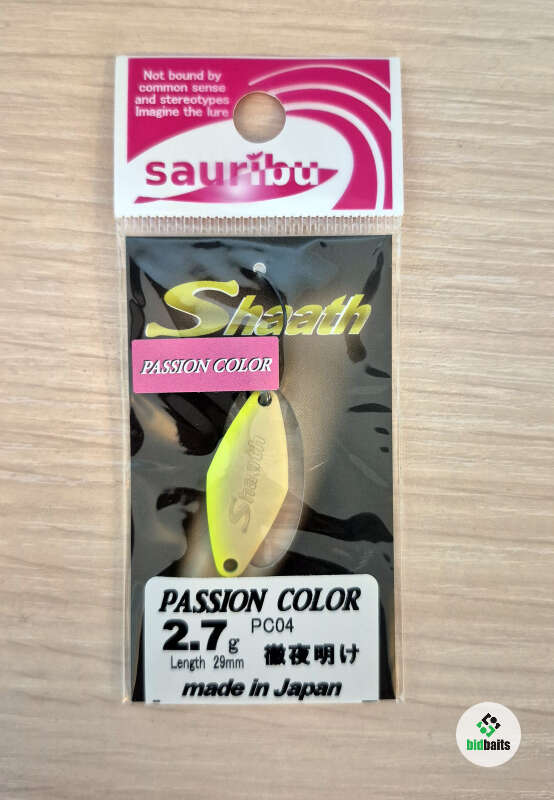 Not bound by
common sense
and stereotypes
Imagine the lure
sauribu
Shaath
PASSION COLOR
Shaath
PASSION COLOR
2.7g PC04
Length 29mm 徹夜明け
made in Japan
bidbaits